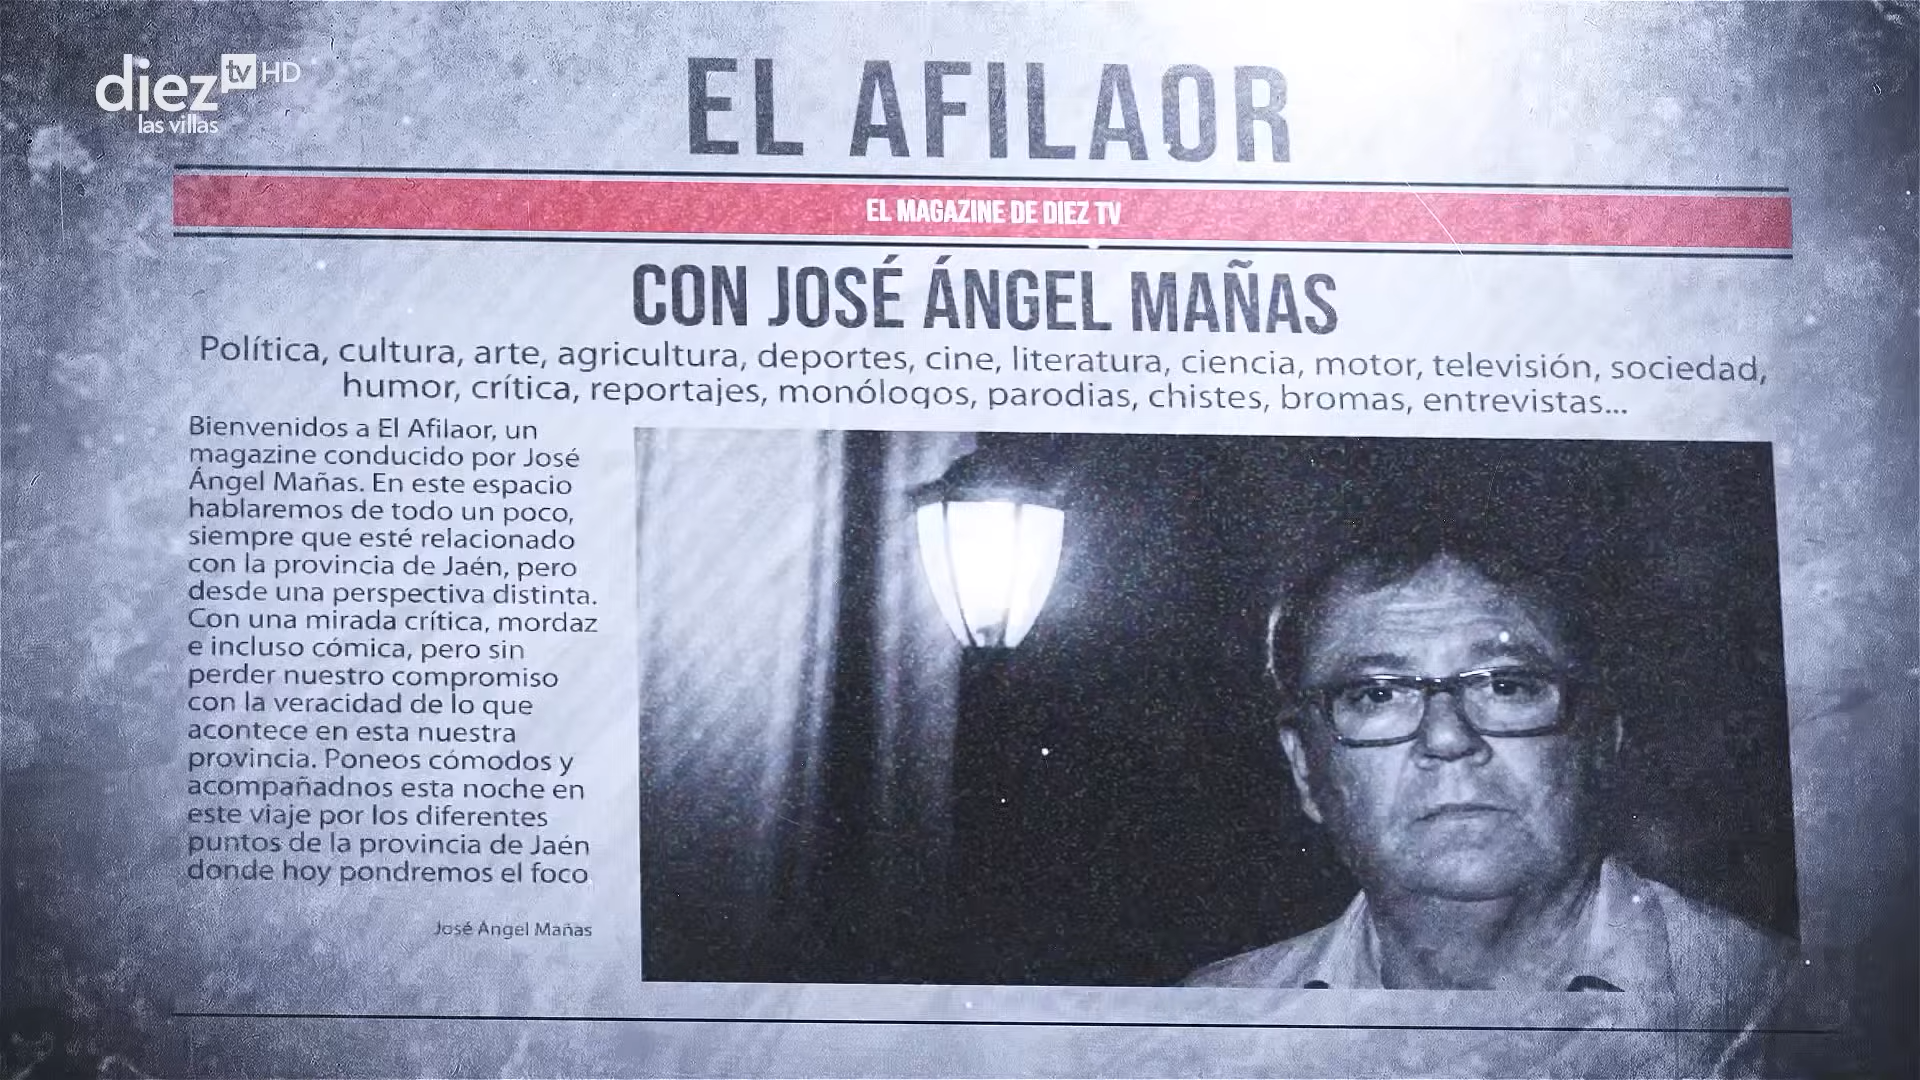 diez tv HD
las villas
EL AFILAOR
EL MAGAZINE DE DIEZ TV
CON JOSÉ ÁNGEL MAÑAS
Política, cultura, arte, agricultura, deportes, cine, literatura, ciencia, motor, televisión, sociedad,
humor, crítica, reportajes, monólogos, parodias, chistes, bromas, entrevistas...
Bienvenidos a El Afilaor, un
magazine conducido por José
Ángel Mañas. En este espacio
hablaremos de todo un poco,
siempre que esté relacionado
con la provincia de Jaén, pero
desde una perspectiva distinta.
Con una mirada crítica, mordaz
e incluso cómica, pero sin
perder nuestro compromiso
con la veracidad de lo que
acontece en esta nuestra
provincia. Poneos cómodos y
acompañadnos esta noche en
este viaje por los diferentes
puntos de la provincia de Jaén
donde hoy pondremos el foco
José Ángel Mañas